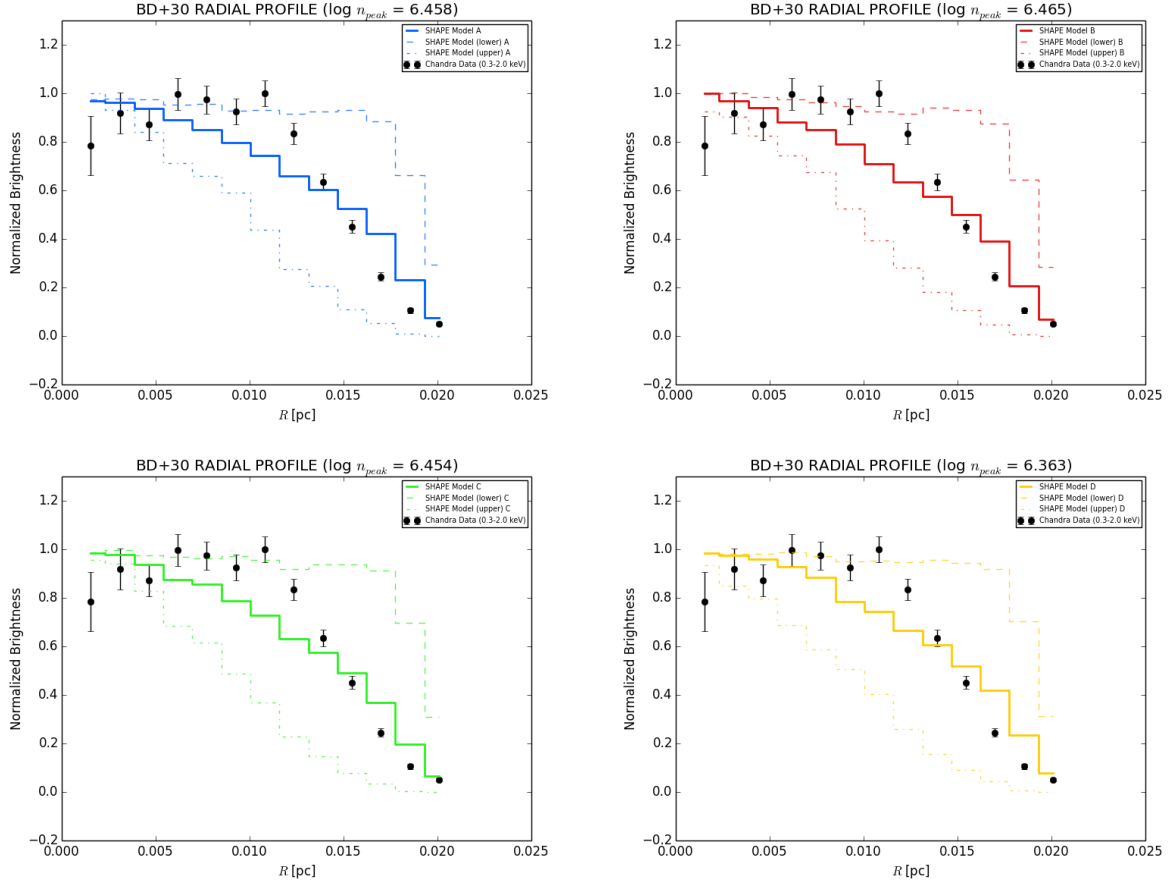 BD+30 RADIAL PROFILE (log n_peak = 6.458)
SHAPE Model A
SHAPE Model (lower) A
SHAPE Model (upper) A
Chandra Data (0.3-2.0 keV)
1.2
1.0
0.8
0.6
0.4
0.2
0.0
−0.2
Normalized Brightness
0.000 0.005 0.010 0.015 0.020 0.025
R [pc]
BD+30 RADIAL PROFILE (log n_peak = 6.465)
SHAPE Model B
SHAPE Model (lower) B
SHAPE Model (upper) B
Chandra Data (0.3-2.0 keV)
1.2
1.0
0.8
0.6
0.4
0.2
0.0
−0.2
Normalized Brightness
0.000 0.005 0.010 0.015 0.020 0.025
R [pc]
BD+30 RADIAL PROFILE (log n_peak = 6.454)
SHAPE Model C
SHAPE Model (lower) C
SHAPE Model (upper) C
Chandra Data (0.3-2.0 keV)
1.2
1.0
0.8
0.6
0.4
0.2
0.0
−0.2
Normalized Brightness
0.000 0.005 0.010 0.015 0.020 0.025
R [pc]
BD+30 RADIAL PROFILE (log n_peak = 6.363)
SHAPE Model D
SHAPE Model (lower) D
SHAPE Model (upper) D
Chandra Data (0.3-2.0 keV)
1.2
1.0
0.8
0.6
0.4
0.2
0.0
−0.2
Normalized Brightness
0.000 0.005 0.010 0.015 0.020 0.025
R [pc]